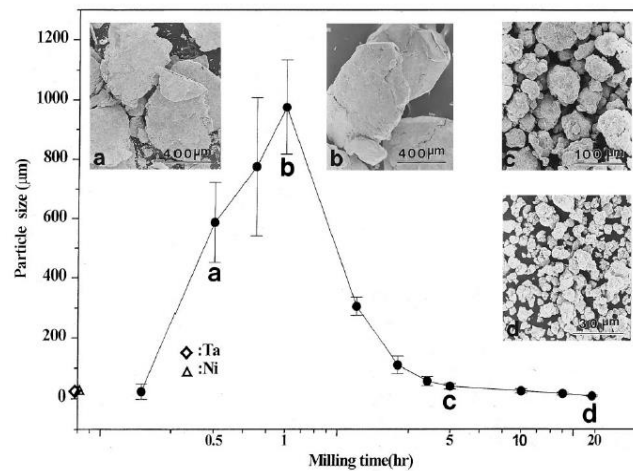 1200
1000
800
600
400
200
0
Particle size (μm)
a
400μm
b
400μm
c
100μm
d
30μm
a
b
c
d
◇:Ta
△:Ni
0.5
1
5
10
20
Milling time(hr)